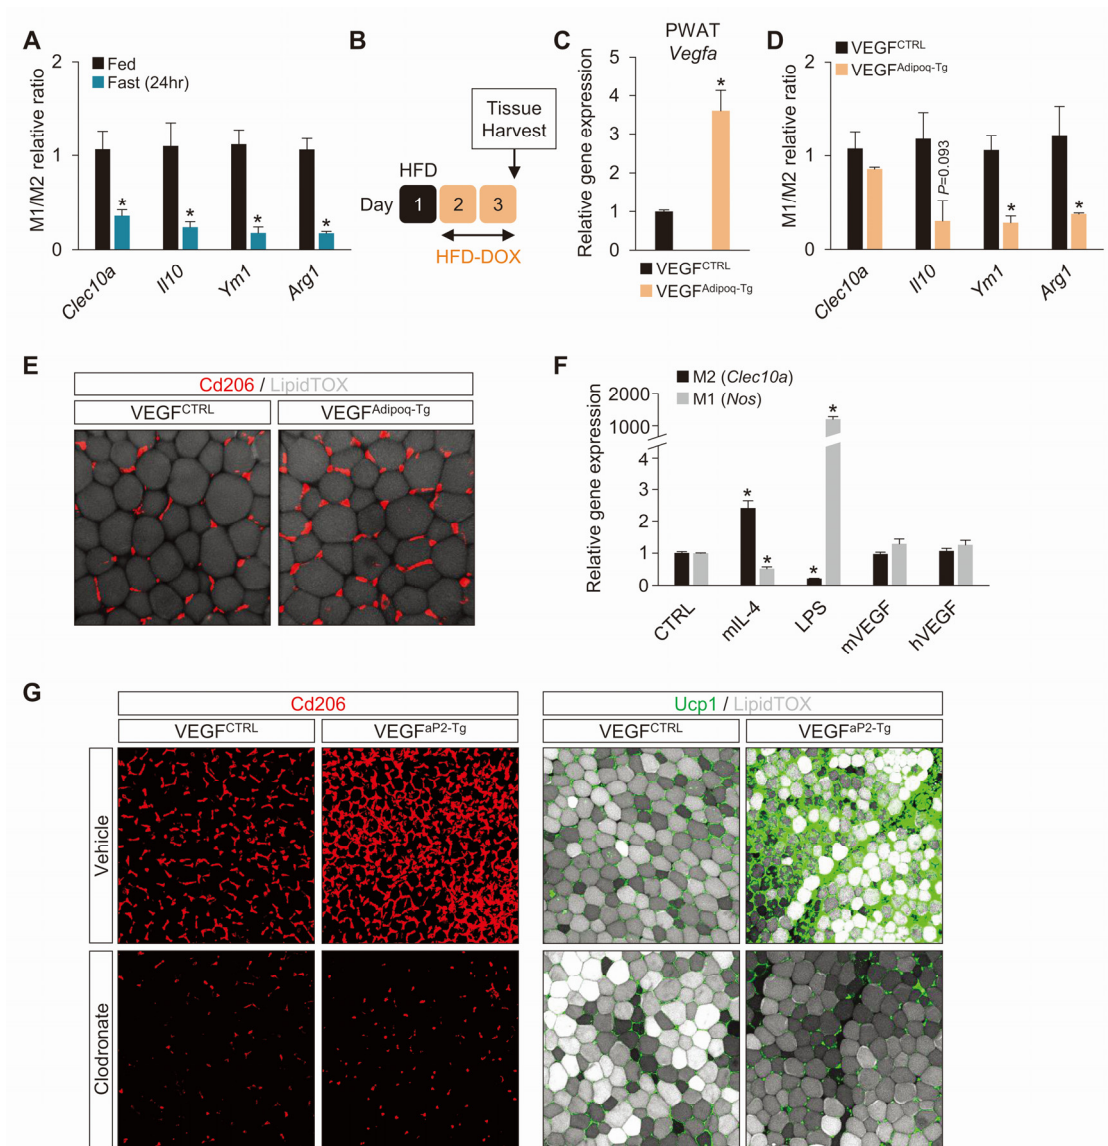 A
Fed
Fast (24hr)
M1/M2 relative ratio
2
1
0
Clec10a
Il10
Ym1
Arg1
B
Tissue
Harvest
HFD
Day
1
2
3
HFD-DOX
C
PWAT
Vegfa
Relative gene expression
5
4
3
2
1
0
*
VEGFCTRL
VEGFAdipoq-Tg
D
VEGFCTRL
VEGFAdipoq-Tg
M1/M2 relative ratio
2
1
0
P=0.093
* *
Clec10a
Il10
Ym1
Arg1
* * * *
E
Cd206 / LipidTOX
VEGFCTRL
VEGFAdipoq-Tg
F
M2 (Clec10a)
M1 (Nos)
Relative gene expression
2000
1000
4
3
2
1
0
* * * *
CTRL
mIL-4
LPS
mVEGF
hVEGF
G
Cd206
Ucp1 / LipidTOX
VEGFCTRL
VEGFaP2-Tg
VEGFCTRL
VEGFaP2-Tg
Vehicle
Clodronate